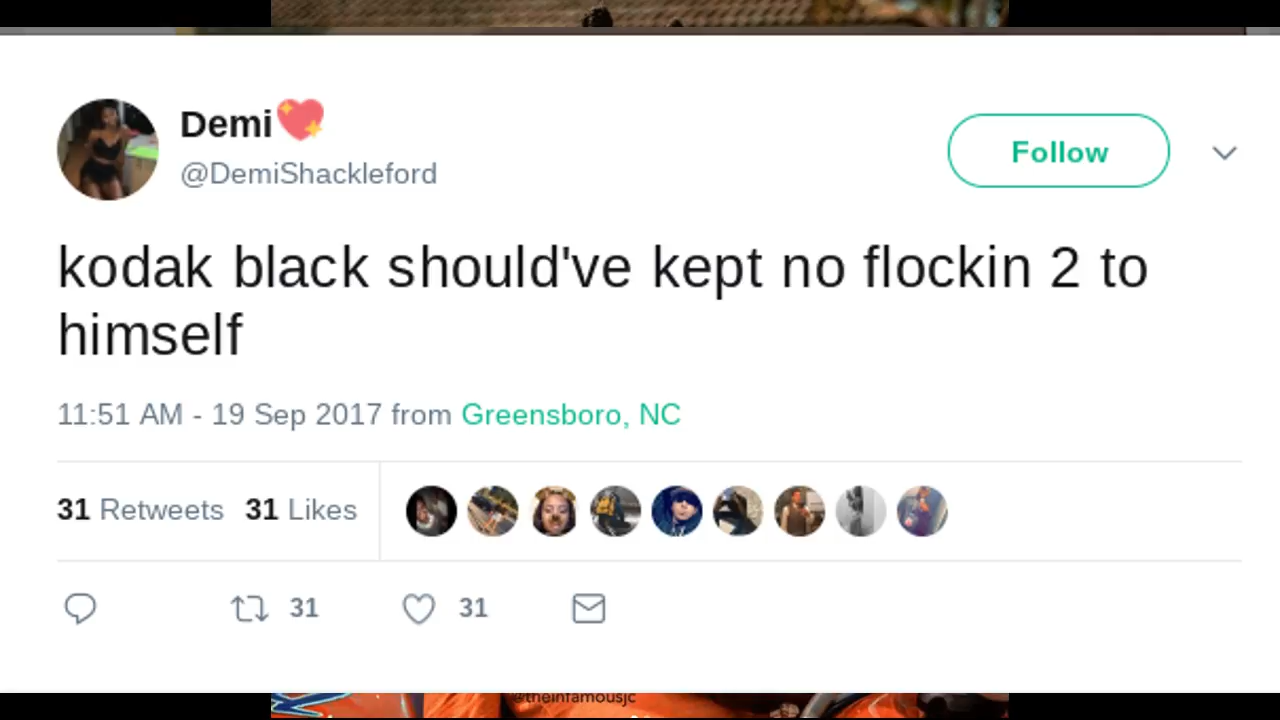 Demi
@DemiShackleford
Follow
kodak black should've kept no flockin 2 to
himself
11:51 AM - 19 Sep 2017 from Greensboro, NC
31 Retweets 31 Likes
31 31
@theinfamousjc